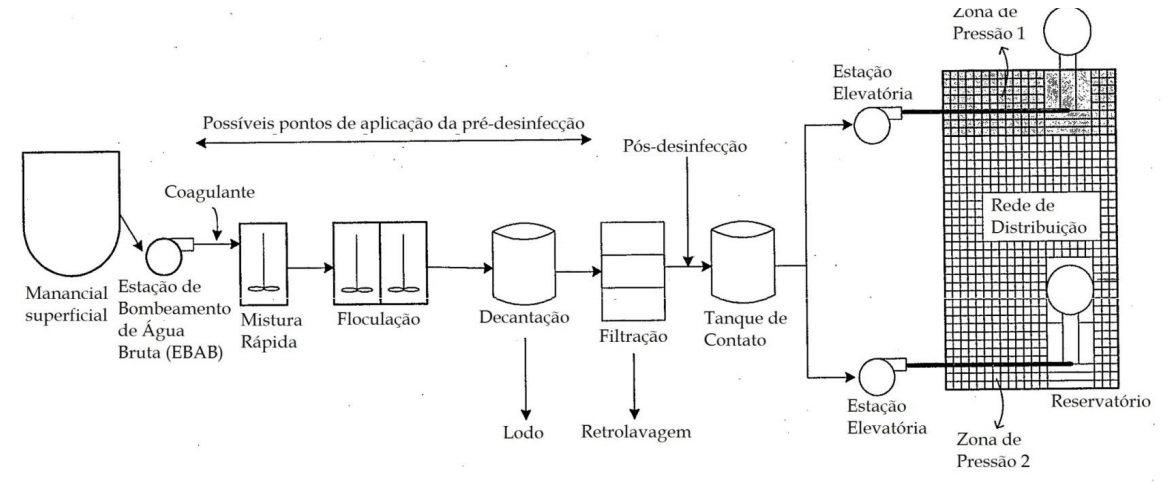 Zona de
Pressão 1
Estação
Elevatória
Possíveis pontos de aplicação da pré-desinfecção
Pós-desinfecção
Coagulante
Rede de
Distribuição
Manancial
superficial
Estação de
Bombeamento
de Água
Bruta (EBAB)
Mistura
Rápida
Floculação
Decantação
Filtração
Tanque de
Contato
Lodo
Retrolavagem
Estação
Elevatória
Reservatório
Zona de
Pressão 2